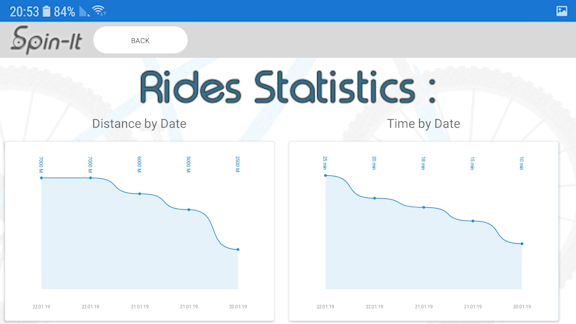 20:53 84%
Spin-It
BACK
Rides Statistics :
Distance by Date
Time by Date
7000 M 7000 M 6000 M 5000 M 2500 M
25 min 20 min 18 min 15 min 10 min
22.01.19 22.01.19 21.01.19 21.01.19 20.01.19
22.01.19 22.01.19 21.01.19 21.01.19 20.01.19